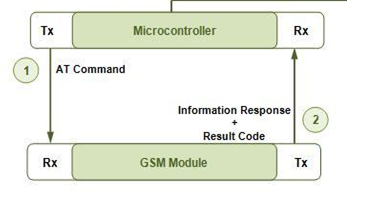 Tx Microcontroller Rx
1 AT Command
Information Response
+
Result Code
2
Rx GSM Module Tx